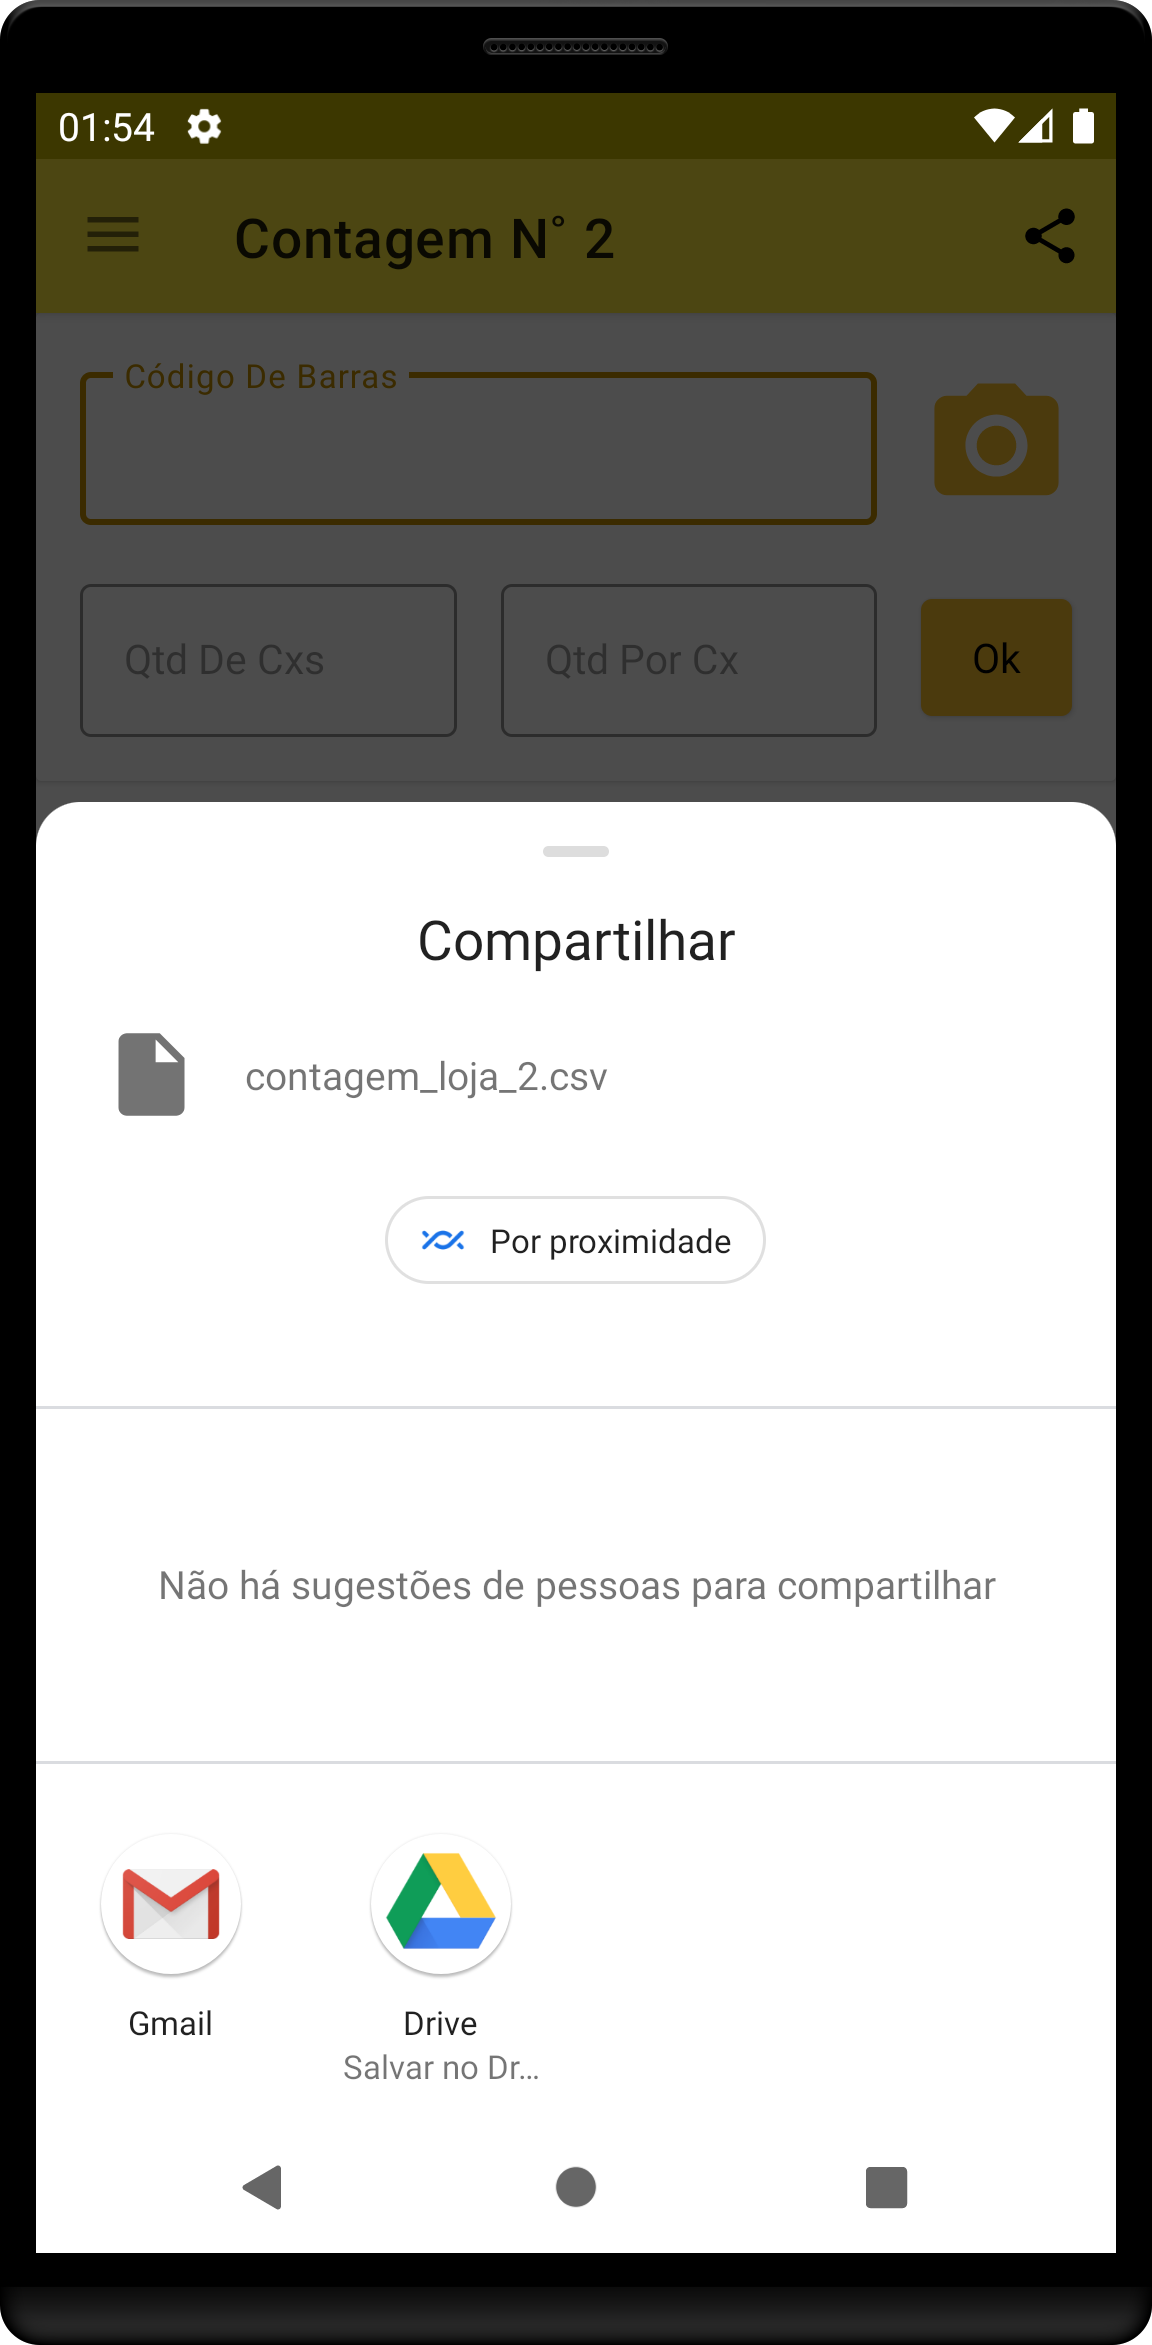 01:54
Contagem N° 2
Código De Barras
Qtd De Cxs
Qtd Por Cx
Ok
Compartilhar
contagem_loja_2.csv
Por proximidade
Não há sugestões de pessoas para compartilhar
Gmail
Drive
Salvar no Dr…